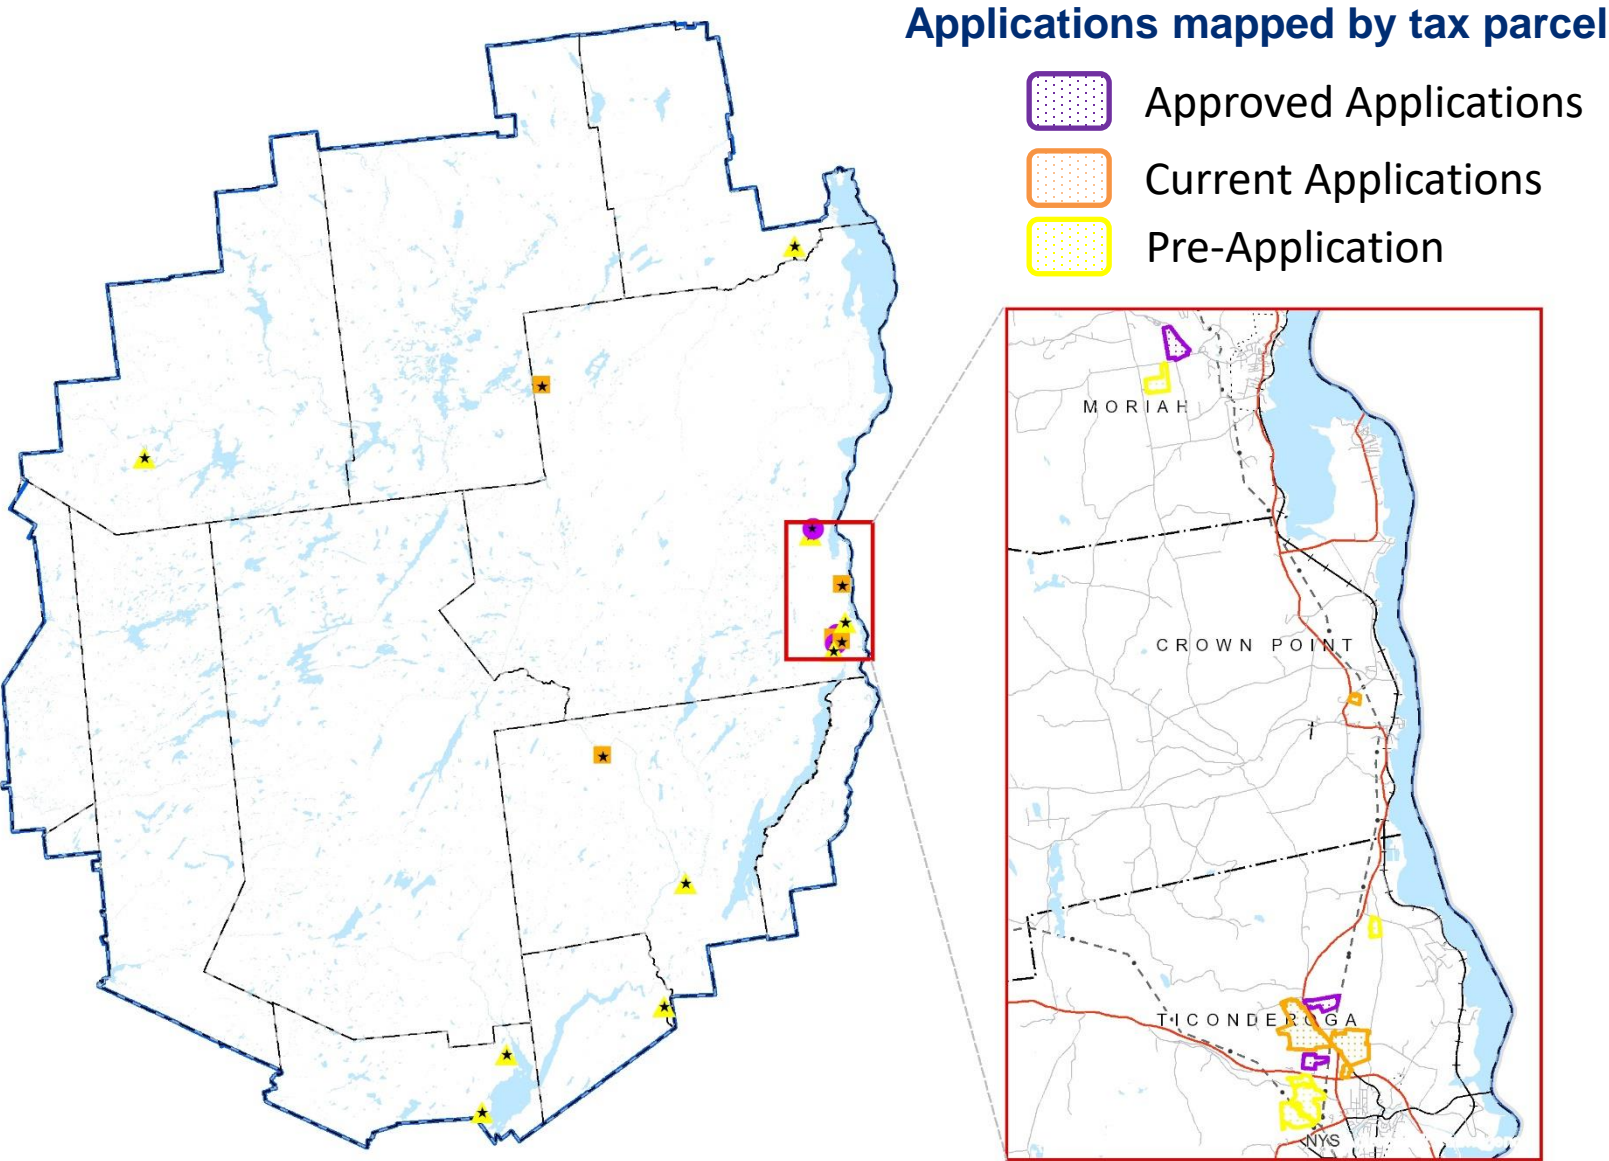 Applications mapped by tax parcel
Approved Applications
Current Applications
Pre-Application
MORIAH
CROWN POINT
TICONDEROGA
NYS